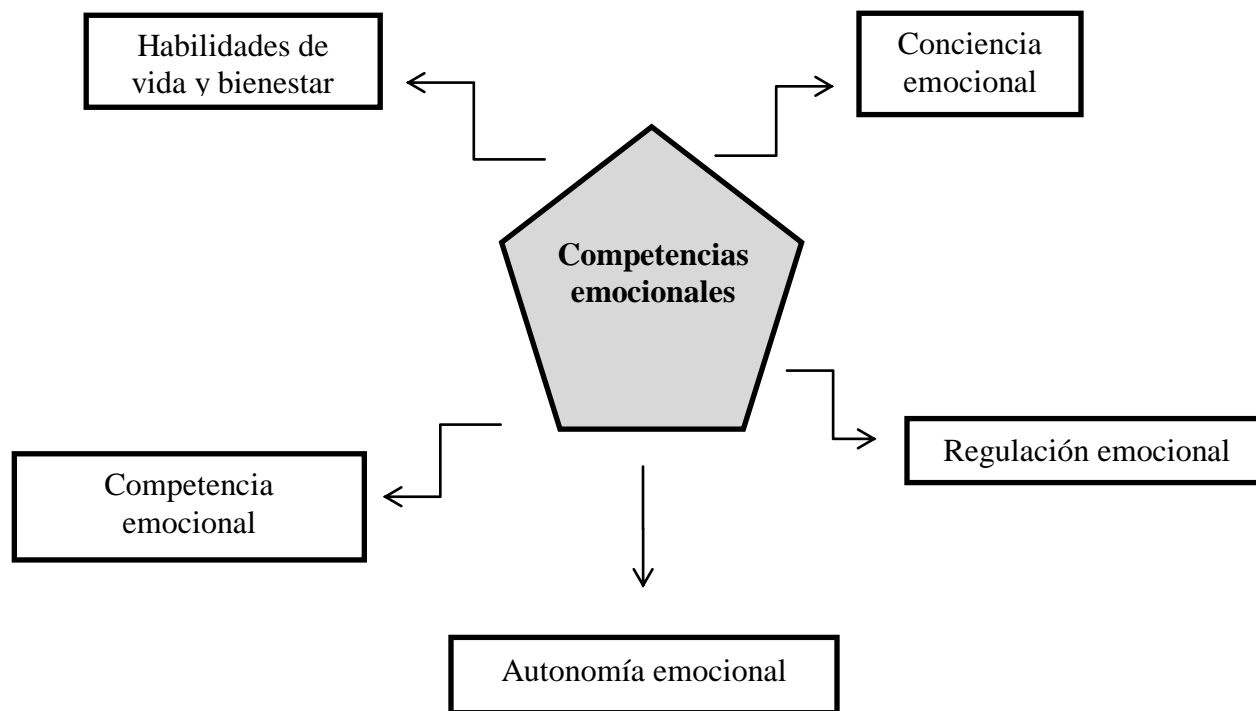 Habilidades de
vida y bienestar
Conciencia
emocional
Competencias
emocionales
Regulación emocional
Competencia
emocional
Autonomía emocional